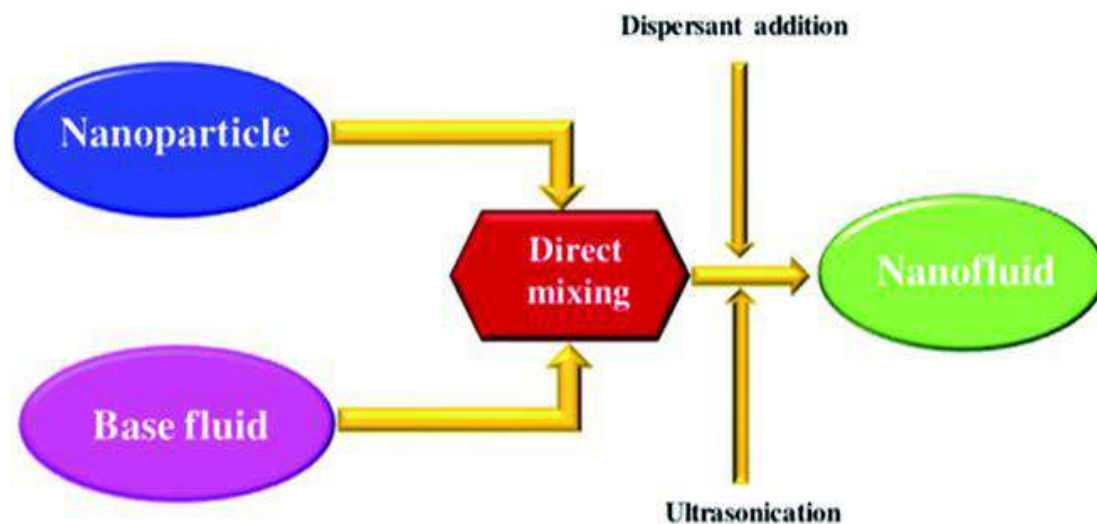 Dispersant addition
Nanoparticle
Direct
mixing
Nanofluid
Base fluid
Ultrasonication